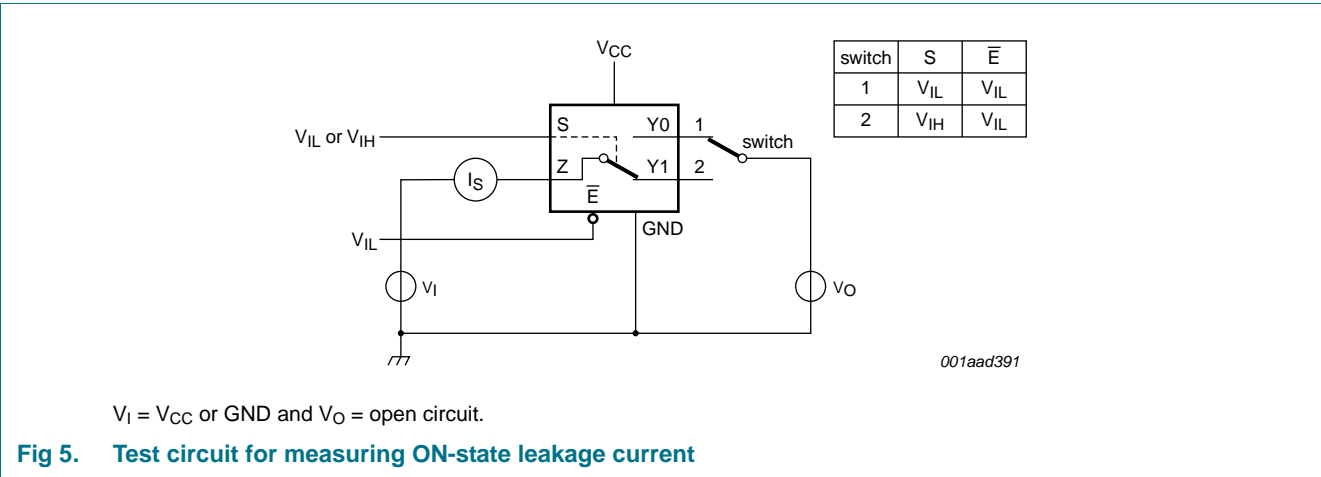 VCC
switch S E̅
1 VIL VIL
2 VIH VIL
VIL or VIH
S Y0 1
switch
Z Y1 2
IS
E̅
GND
VIL
VI
VO
001aad391
VI = VCC or GND and VO = open circuit.
Fig 5. Test circuit for measuring ON-state leakage current